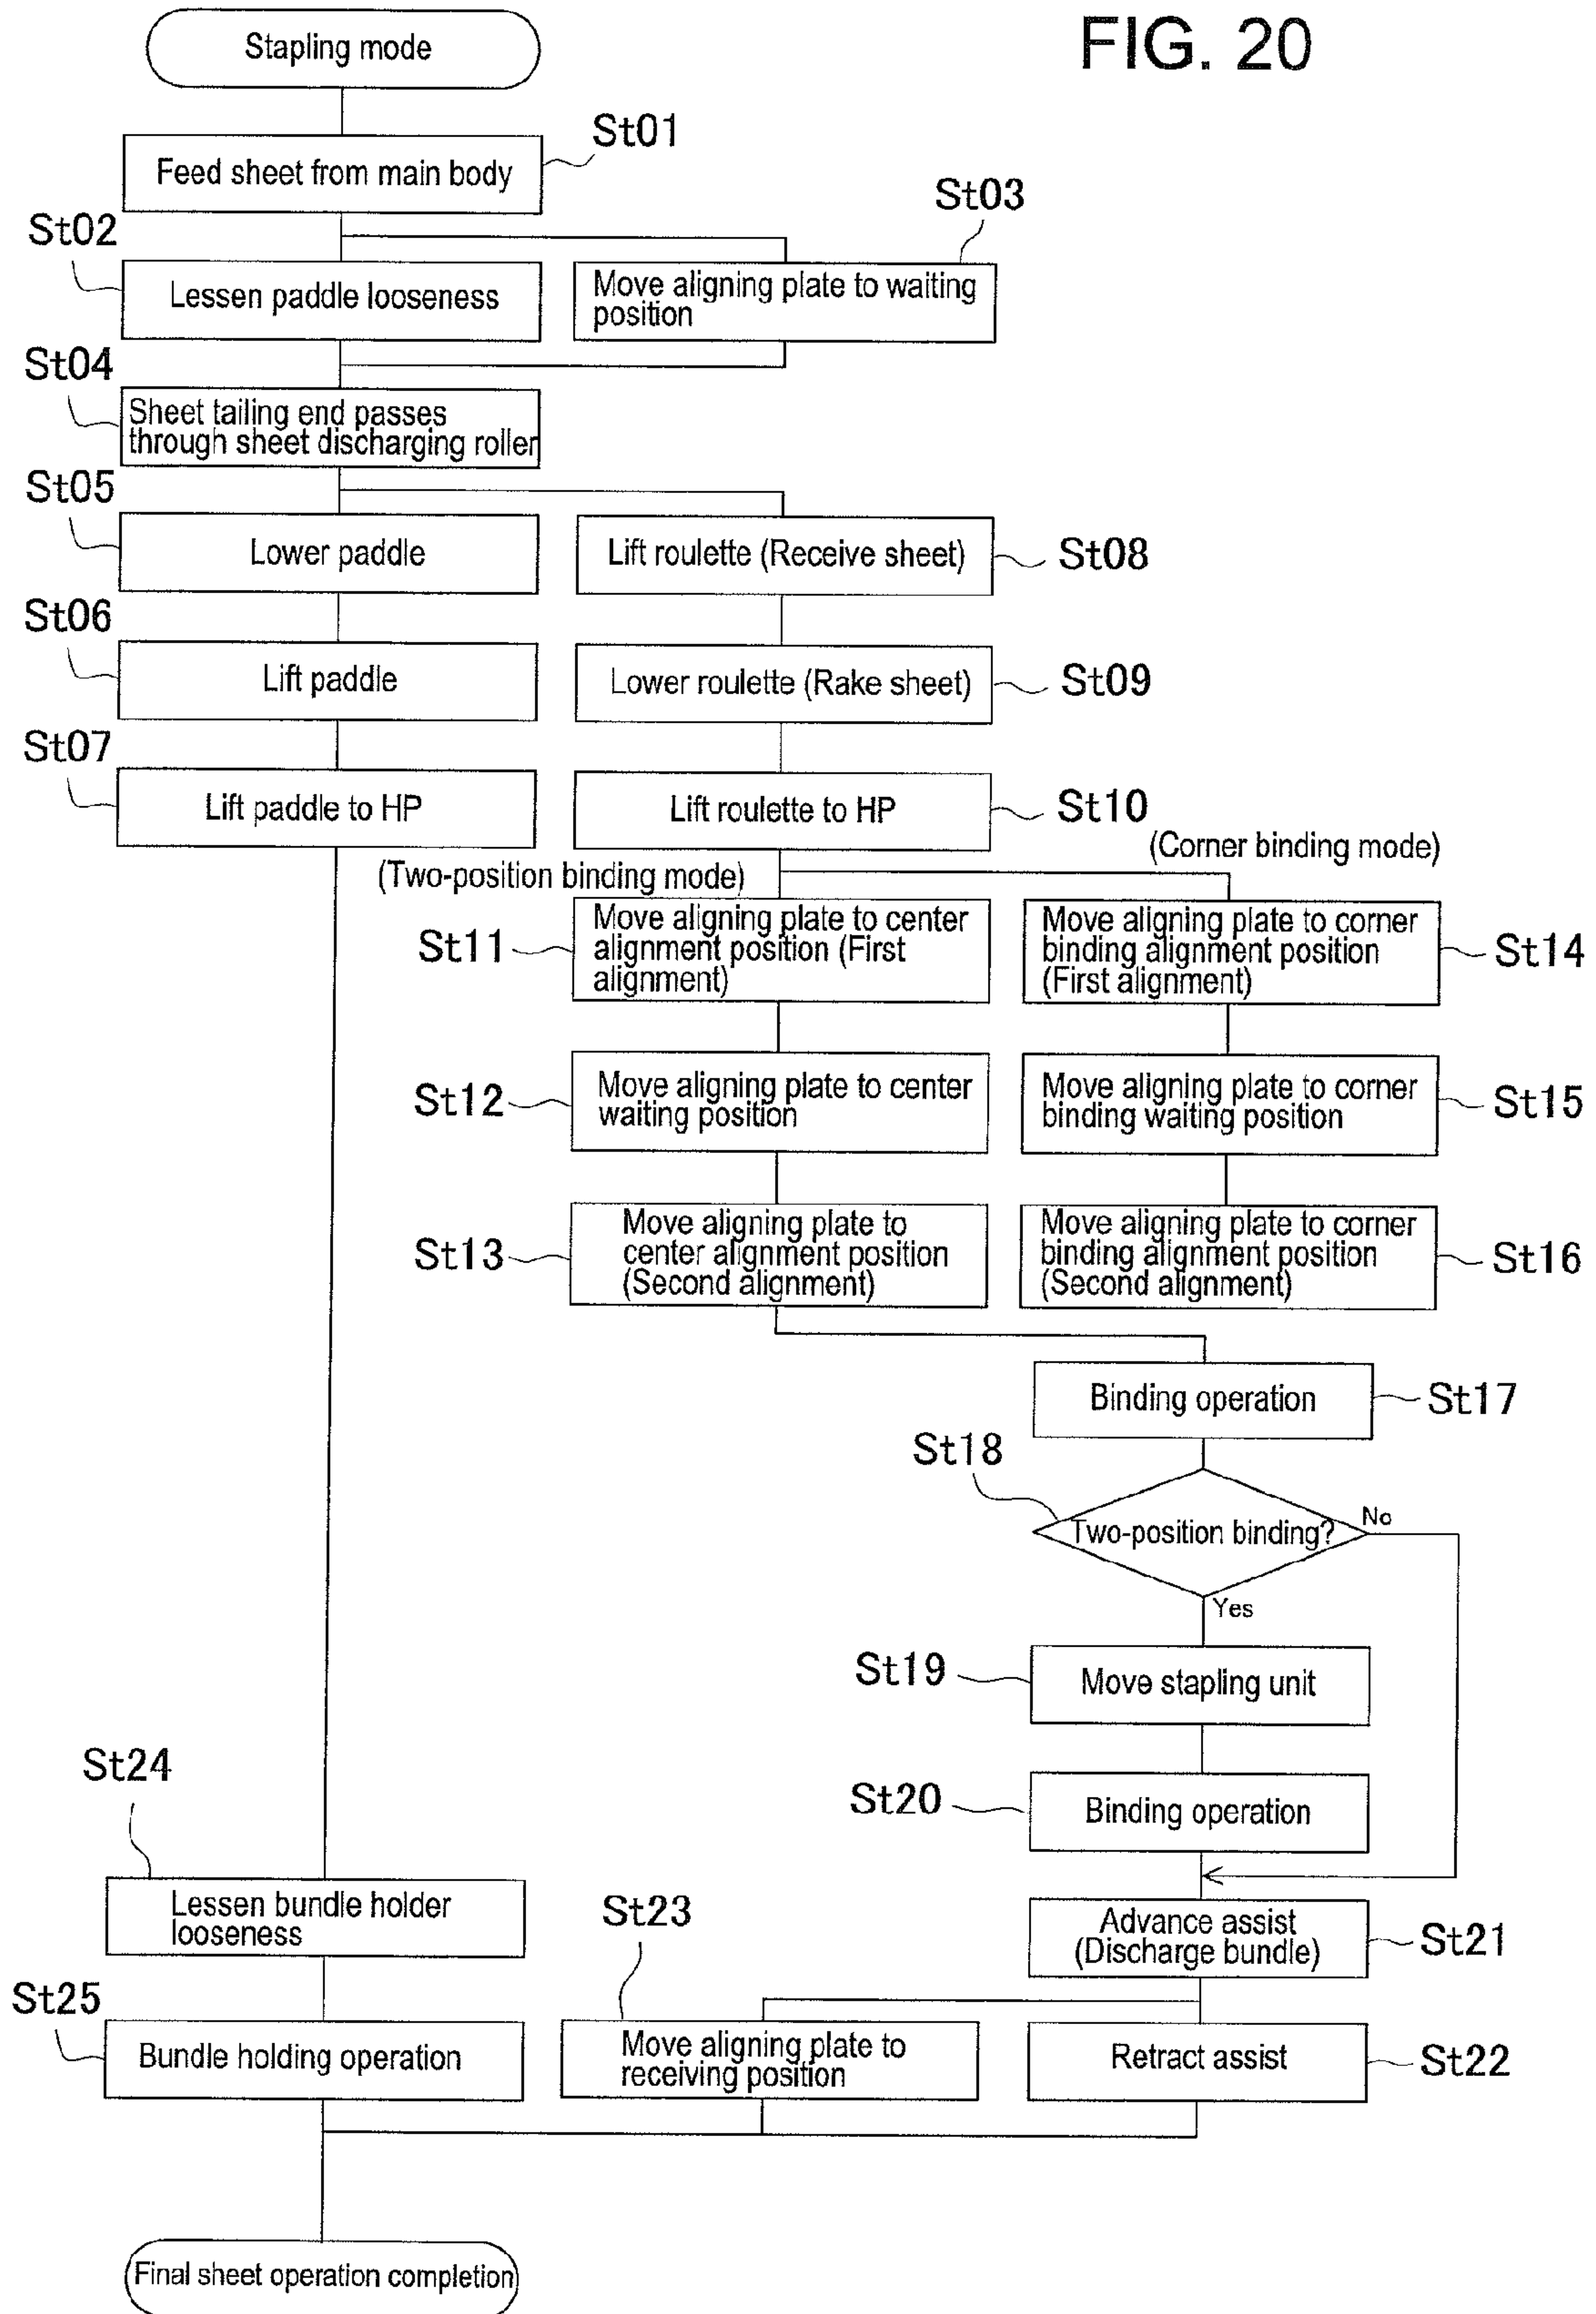 FIG. 20
Stapling mode
St01
Feed sheet from main body
St02
St03
Lessen paddle looseness
Move aligning plate to waiting
position
St04
Sheet tailing end passes
through sheet discharging roller
St05
Lower paddle
Lift roulette (Receive sheet)
St08
St06
Lift paddle
Lower roulette (Rake sheet)
St09
St07
Lift paddle to HP
Lift roulette to HP
St10
(Two-position binding mode)
(Corner binding mode)
St11
Move aligning plate to center
alignment position (First
alignment)
Move aligning plate to corner
binding alignment position
(First alignment)
St14
St12
Move aligning plate to center
waiting position
Move aligning plate to corner
binding waiting position
St15
St13
Move aligning plate to
center alignment position
(Second alignment)
Move aligning plate to corner
binding alignment position
(Second alignment)
St16
Binding operation
St17
St18
Two-position binding?
No
Yes
St19
Move stapling unit
St20
Binding operation
St24
Lessen bundle holder
looseness
St23
Advance assist
(Discharge bundle)
St21
St25
Bundle holding operation
Move aligning plate to
receiving position
Retract assist
St22
Final sheet operation completion